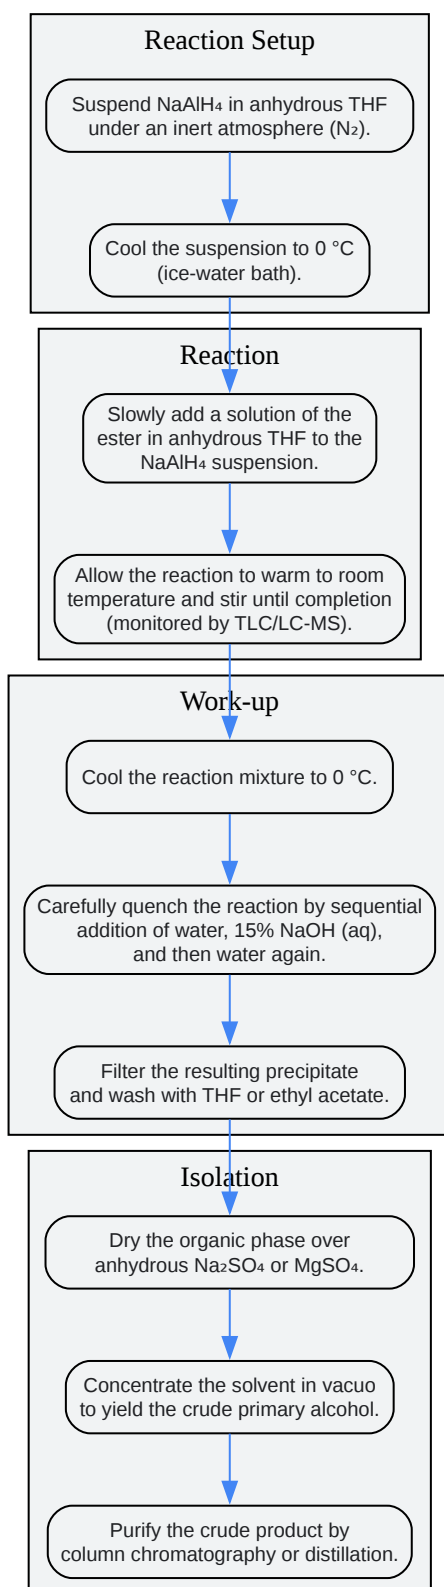 Reaction Setup
Suspend NaAlH₄ in anhydrous THF
under an inert atmosphere (N₂).
Cool the suspension to 0 °C
(ice-water bath).
Reaction
Slowly add a solution of the
ester in anhydrous THF to the
NaAlH₄ suspension.
Allow the reaction to warm to room
temperature and stir until completion
(monitored by TLC/LC-MS).
Work-up
Cool the reaction mixture to 0 °C.
Carefully quench the reaction by sequential
addition of water, 15% NaOH (aq),
and then water again.
Filter the resulting precipitate
and wash with THF or ethyl acetate.
Isolation
Dry the organic phase over
anhydrous Na₂SO₄ or MgSO₄.
Concentrate the solvent in vacuo
to yield the crude primary alcohol.
Purify the crude product by
column chromatography or distillation.